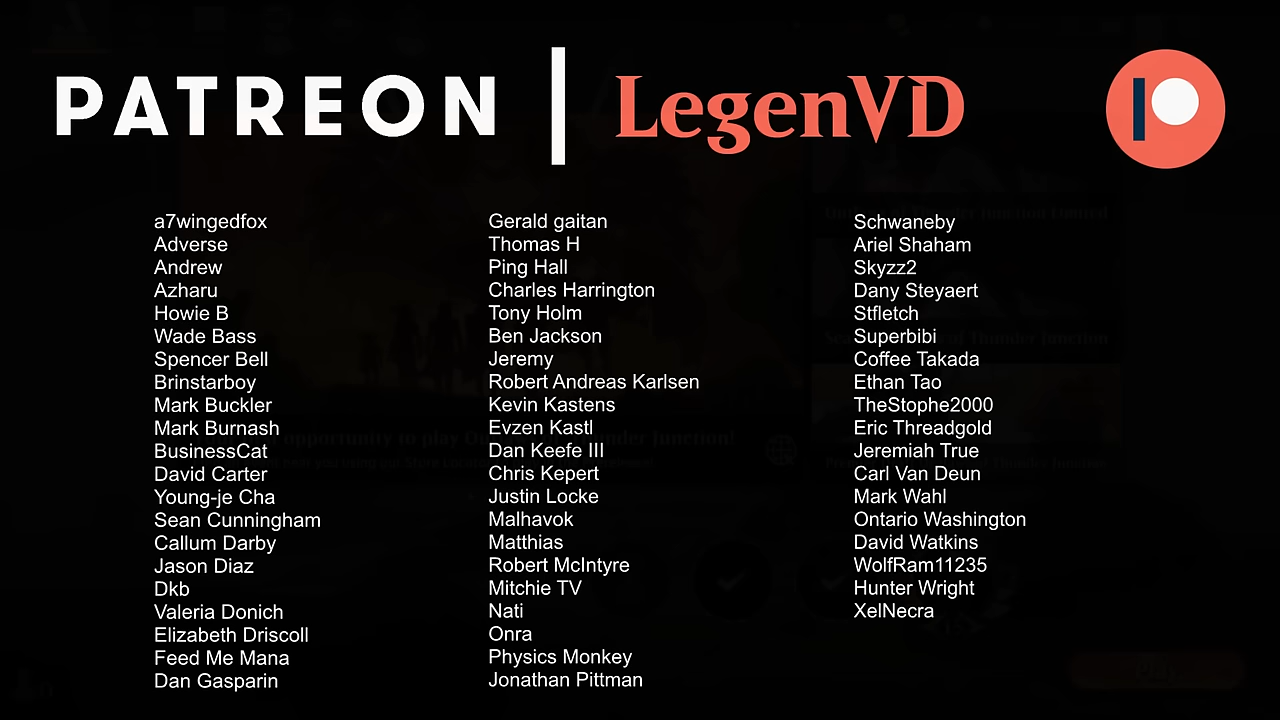 PATREON | LegenVD
a7wingedfox
Adverse
Andrew
Azharu
Howie B
Wade Bass
Spencer Bell
Brinstarboy
Mark Buckler
Mark Burnash
BusinessCat
David Carter
Young-je Cha
Sean Cunningham
Callum Darby
Jason Diaz
Dkb
Valeria Donich
Elizabeth Driscoll
Feed Me Mana
Dan Gasparin
Gerald gaitan
Thomas H
Ping Hall
Charles Harrington
Tony Holm
Ben Jackson
Jeremy
Robert Andreas Karlsen
Kevin Kastens
Evzen Kastl
Dan Keefe III
Chris Kepert
Justin Locke
Malhavok
Matthias
Robert McIntyre
Mitchie TV
Nati
Onra
Physics Monkey
Jonathan Pittman
Schwaneby
Ariel Shaham
Skyzz2
Dany Steyaert
Stfletch
Superbibi
Coffee Takada
Ethan Tao
TheStophe2000
Eric Threadgold
Jeremiah True
Carl Van Deun
Mark Wahl
Ontario Washington
David Watkins
WolfRam11235
Hunter Wright
XelNecra